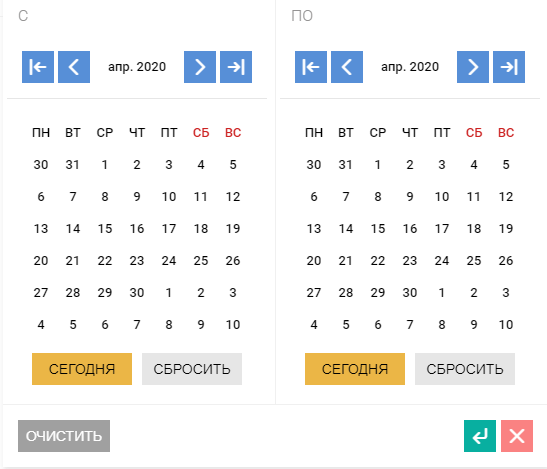 С
апр. 2020
ПН ВТ СР ЧТ ПТ СБ ВС
30 31 1 2 3 4 5
6 7 8 9 10 11 12
13 14 15 16 17 18 19
20 21 22 23 24 25 26
27 28 29 30 1 2 3
4 5 6 7 8 9 10
СЕГОДНЯ СБРОСИТЬ
ПО
апр. 2020
ПН ВТ СР ЧТ ПТ СБ ВС
30 31 1 2 3 4 5
6 7 8 9 10 11 12
13 14 15 16 17 18 19
20 21 22 23 24 25 26
27 28 29 30 1 2 3
4 5 6 7 8 9 10
СЕГОДНЯ СБРОСИТЬ
ОЧИСТИТЬ